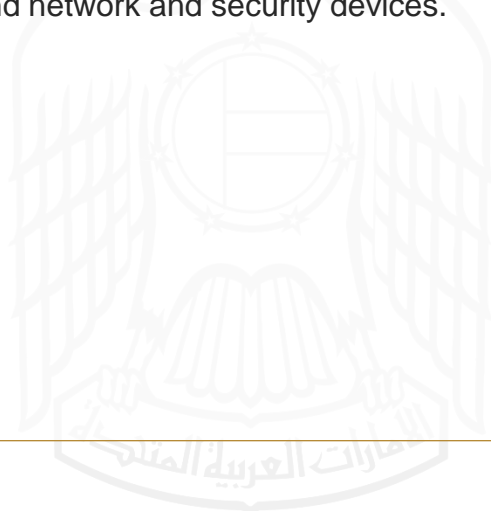 nd network and security devices.
الإمارات العربية المتحدة